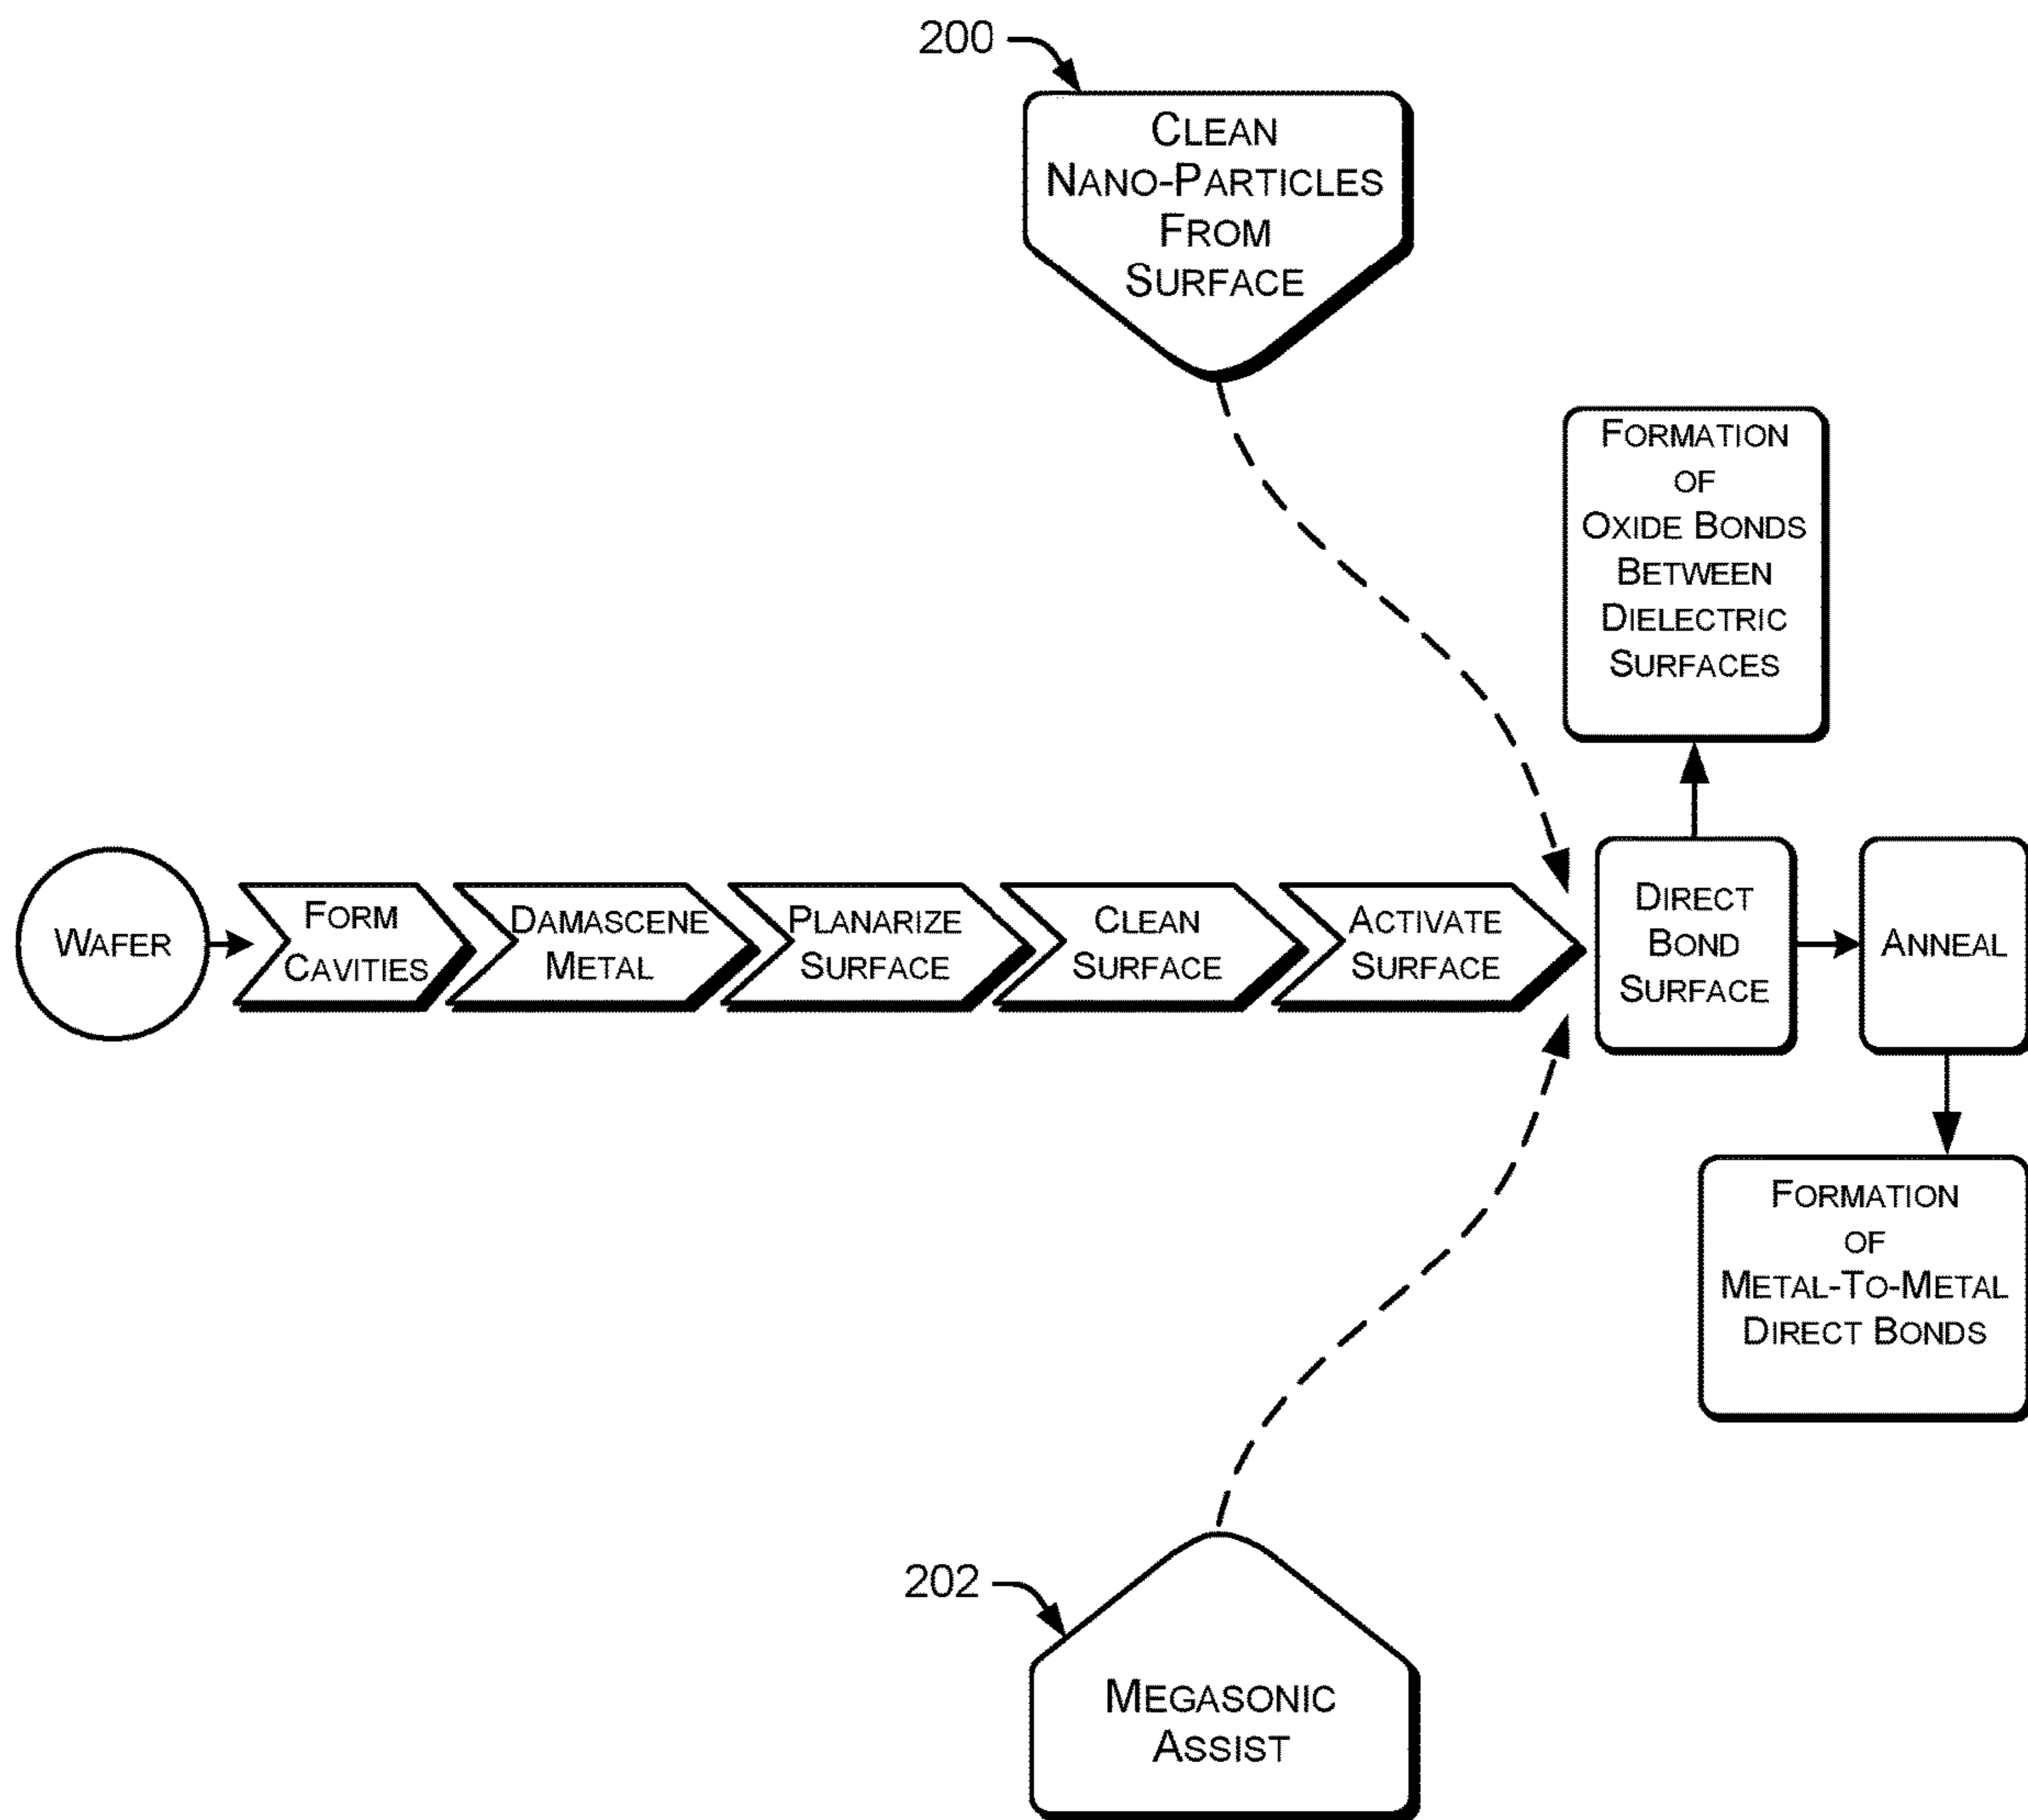 200
CLEAN
NANO-PARTICLES
FROM
SURFACE
FORMATION
OF
OXIDE BONDS
BETWEEN
DIELECTRIC
SURFACES
WAFER
FORM
CAVITIES
DAMASCENE
METAL
PLANARIZE
SURFACE
CLEAN
SURFACE
ACTIVATE
SURFACE
DIRECT
BOND
SURFACE
ANNEAL
FORMATION
OF
METAL-TO-METAL
DIRECT BONDS
202
MEGASONIC
ASSIST